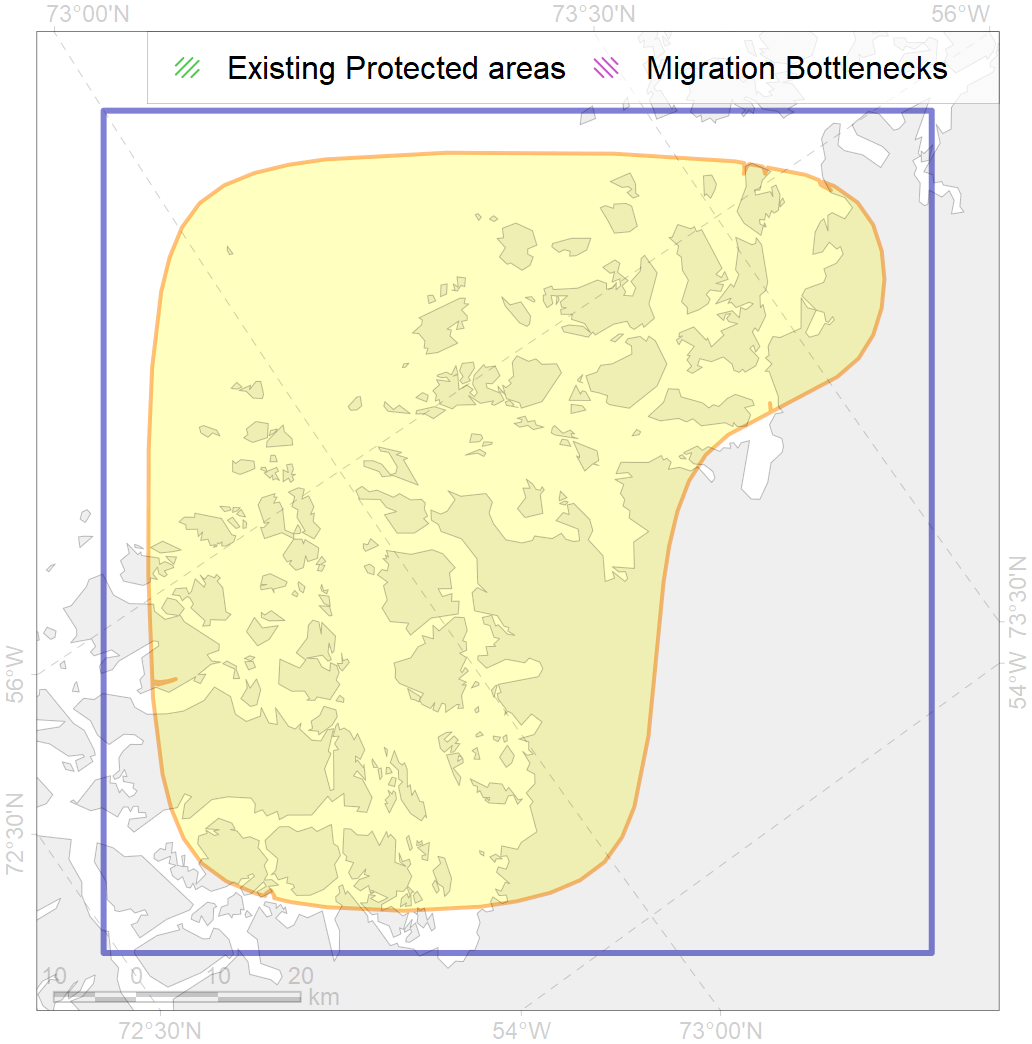 73°00'N 73°30'N 56°W
Existing Protected areas Migration Bottlenecks
73°30'N
56°W 54°W
72°30'N
10 0 10 20
km
72°30'N 54°W 73°00'N